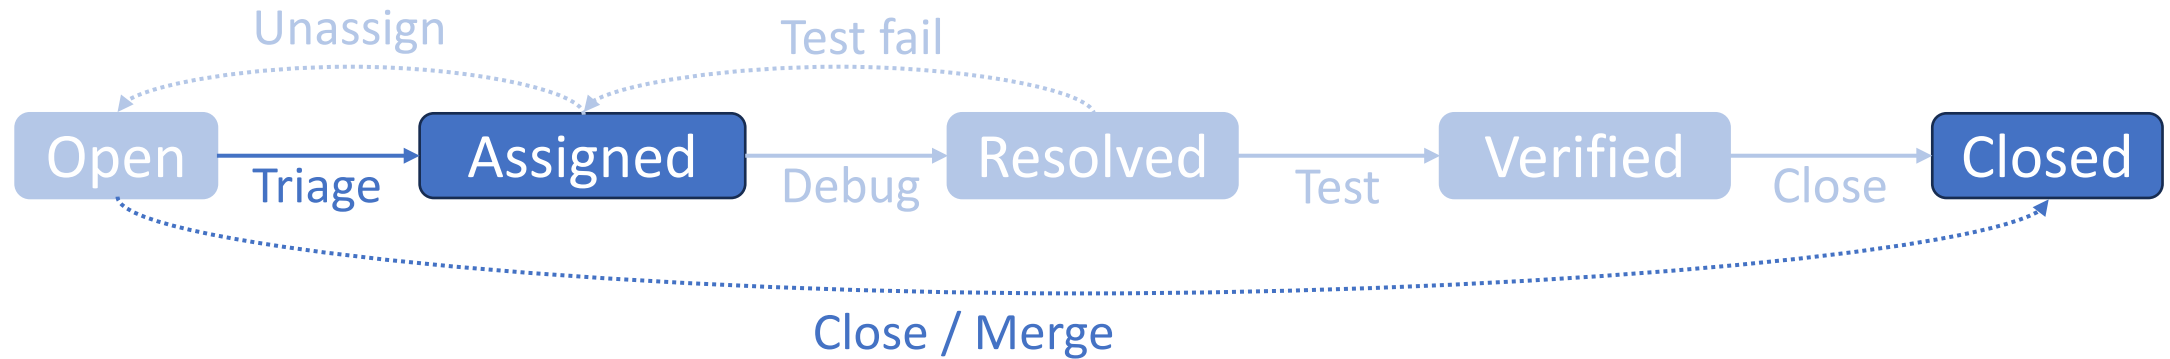 Unassign
Test fail
Open
Triage
Assigned
Debug
Resolved
Test
Verified
Close
Closed
Close / Merge